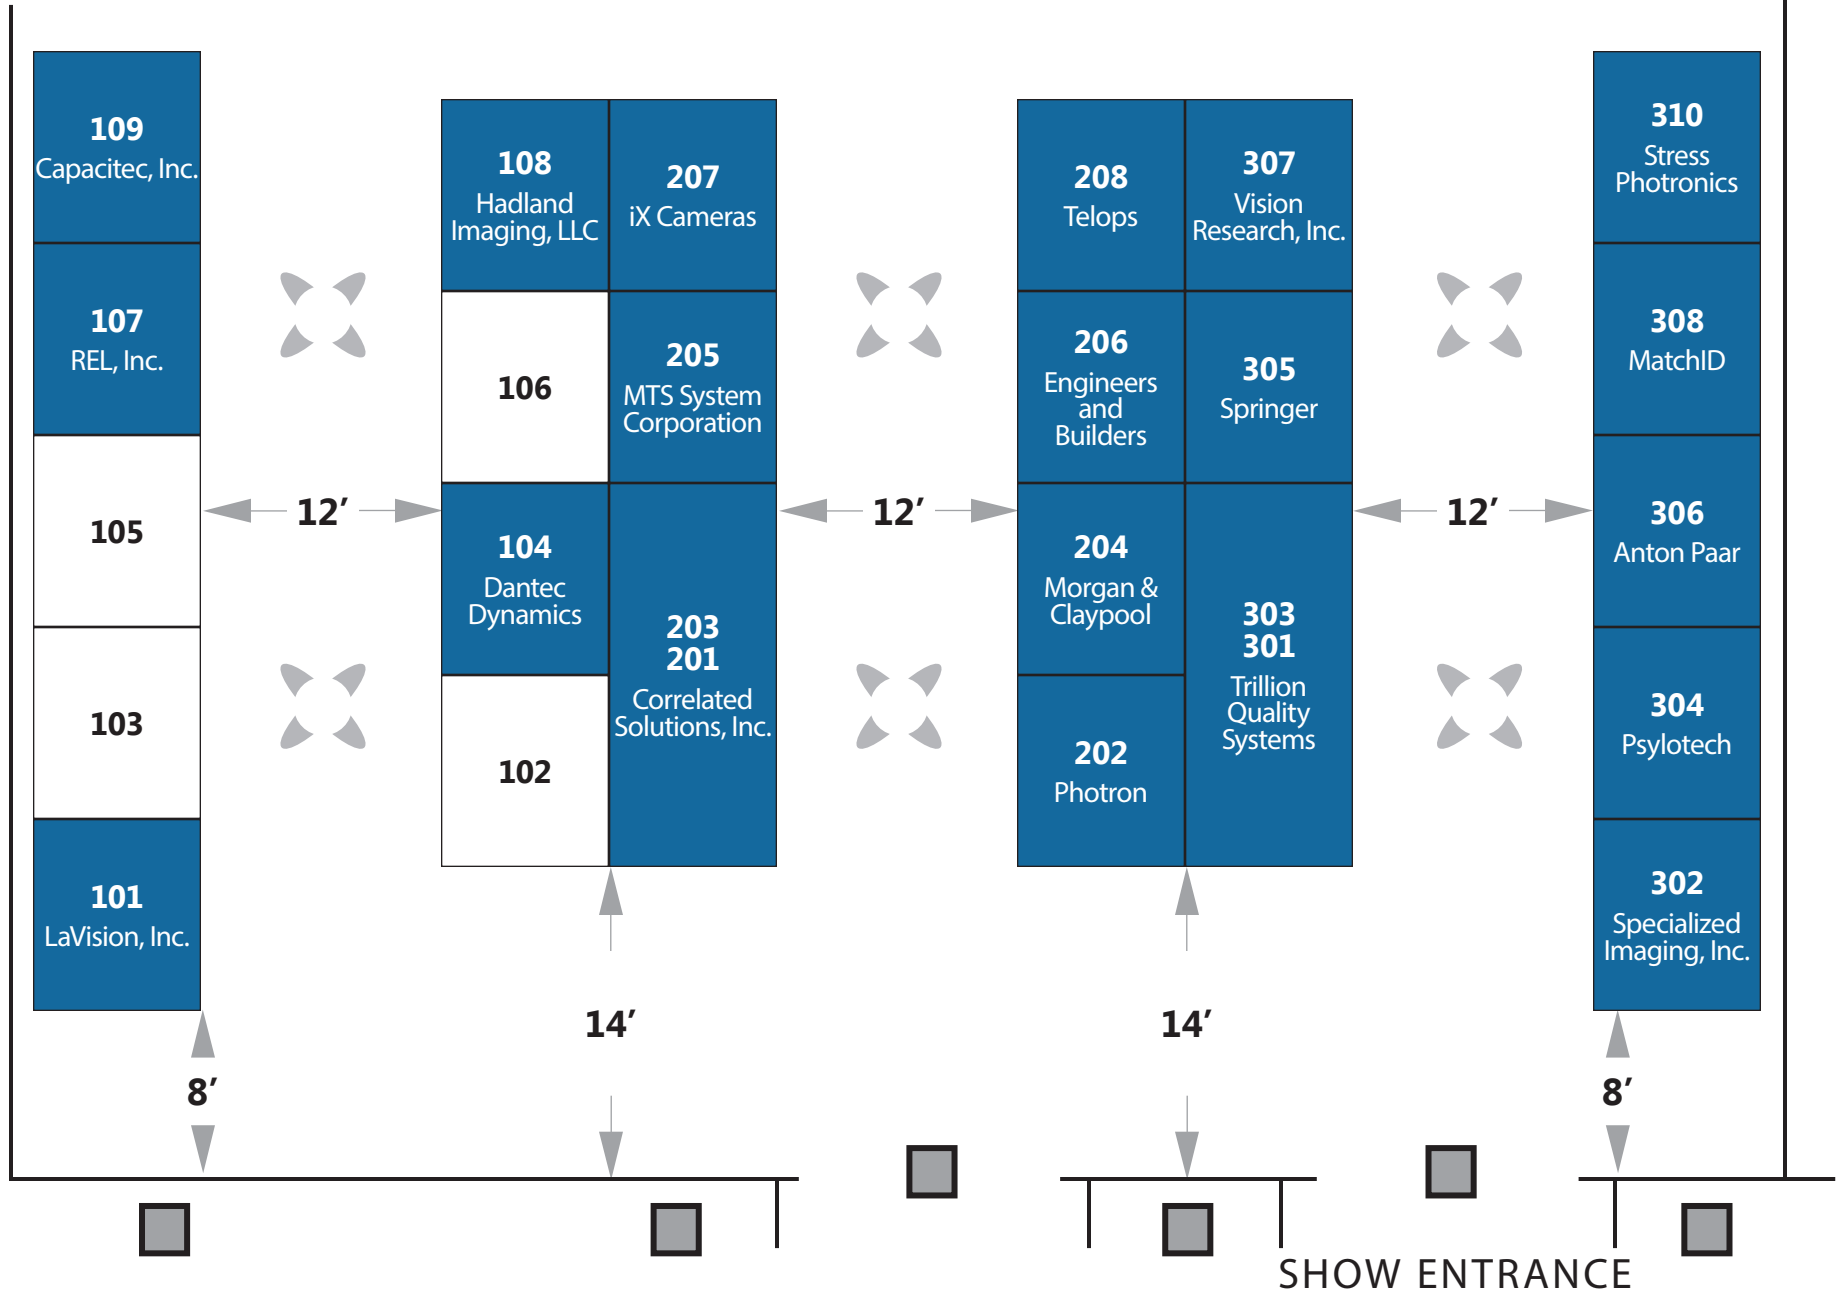 109
Capacitec, Inc.
107
REL, Inc.
105
103
101
LaVision, Inc.
8′
12′
108
Hadland
Imaging, LLC
106
104
Dantec
Dynamics
102
207
iX Cameras
205
MTS System
Corporation
203
201
Correlated
Solutions, Inc.
14′
12′
208
Telops
206
Engineers
and
Builders
204
Morgan &
Claypool
202
Photron
307
Vision
Research, Inc.
305
Springer
303
301
Trillion
Quality
Systems
14′
12′
310
Stress
Photronics
308
MatchID
306
Anton Paar
304
Psylotech
302
Specialized
Imaging, Inc.
8′
SHOW ENTRANCE